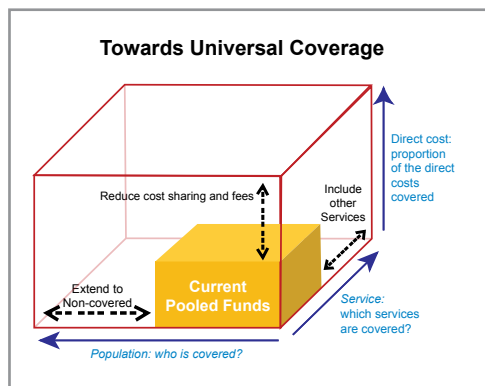 Towards Universal Coverage
Direct cost:
proportion
of the direct
costs
covered
Reduce cost sharing and fees
Include
other
Services
Extend to
Non-covered
Current
Pooled Funds
Service:
which services
are covered?
Population: who is covered?